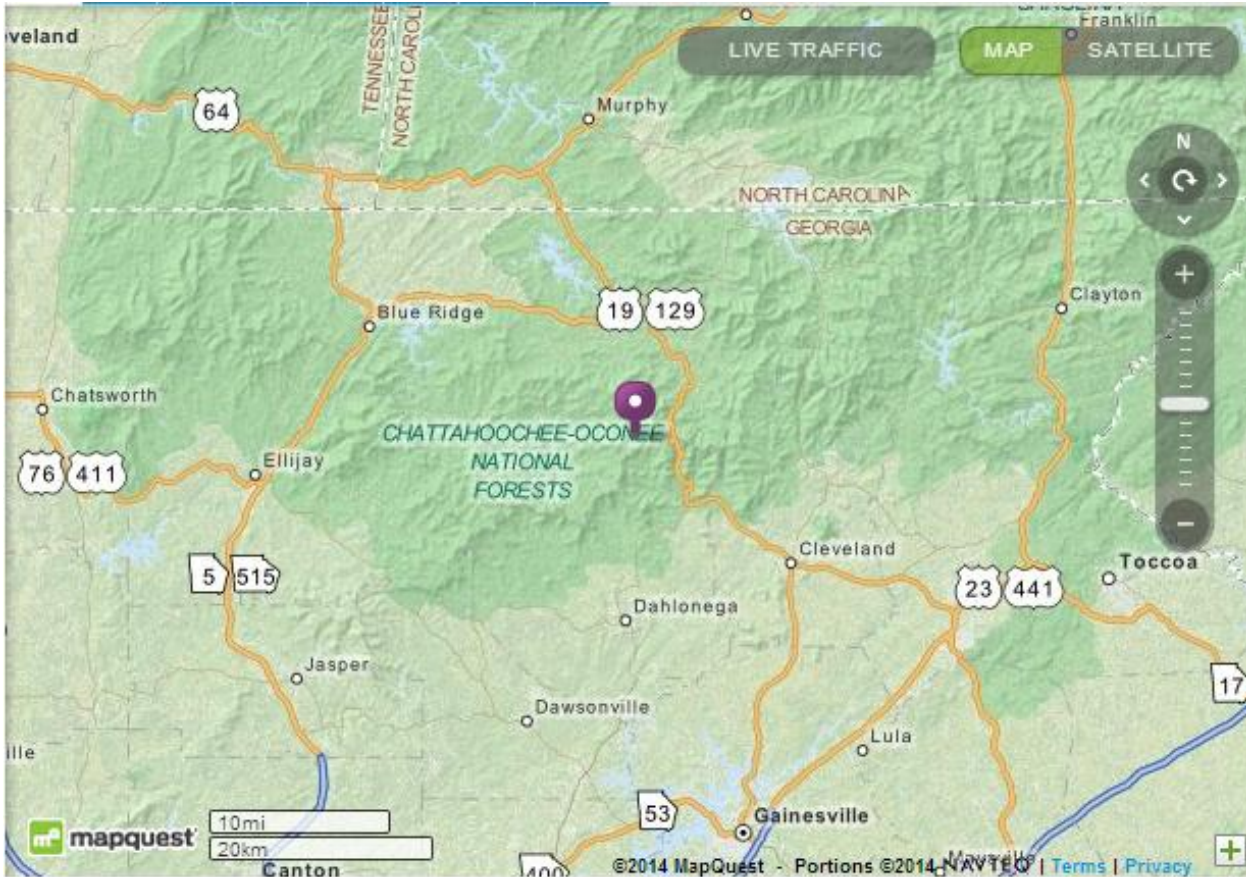 veland
TENNESSEE
NORTH CAROLINA
Franklin
LIVE TRAFFIC
MAP
SATELLITE
64
Murphy
N
NORTH CAROLINA
GEORGIA
Blue Ridge
19
129
Clayton
+
Chatsworth
CHATTAHOOCHEE-OCONEE
NATIONAL
FORESTS
76
411
Ellijay
−
Cleveland
5
515
23
441
Toccoa
Dahlonega
Jasper
17
Dawsonville
Lula
ille
53
Gainesville
mapquest
10mi
20km
Canton
400
©2014 MapQuest - Portions ©2014 NAVTEQ | Terms | Privacy
+